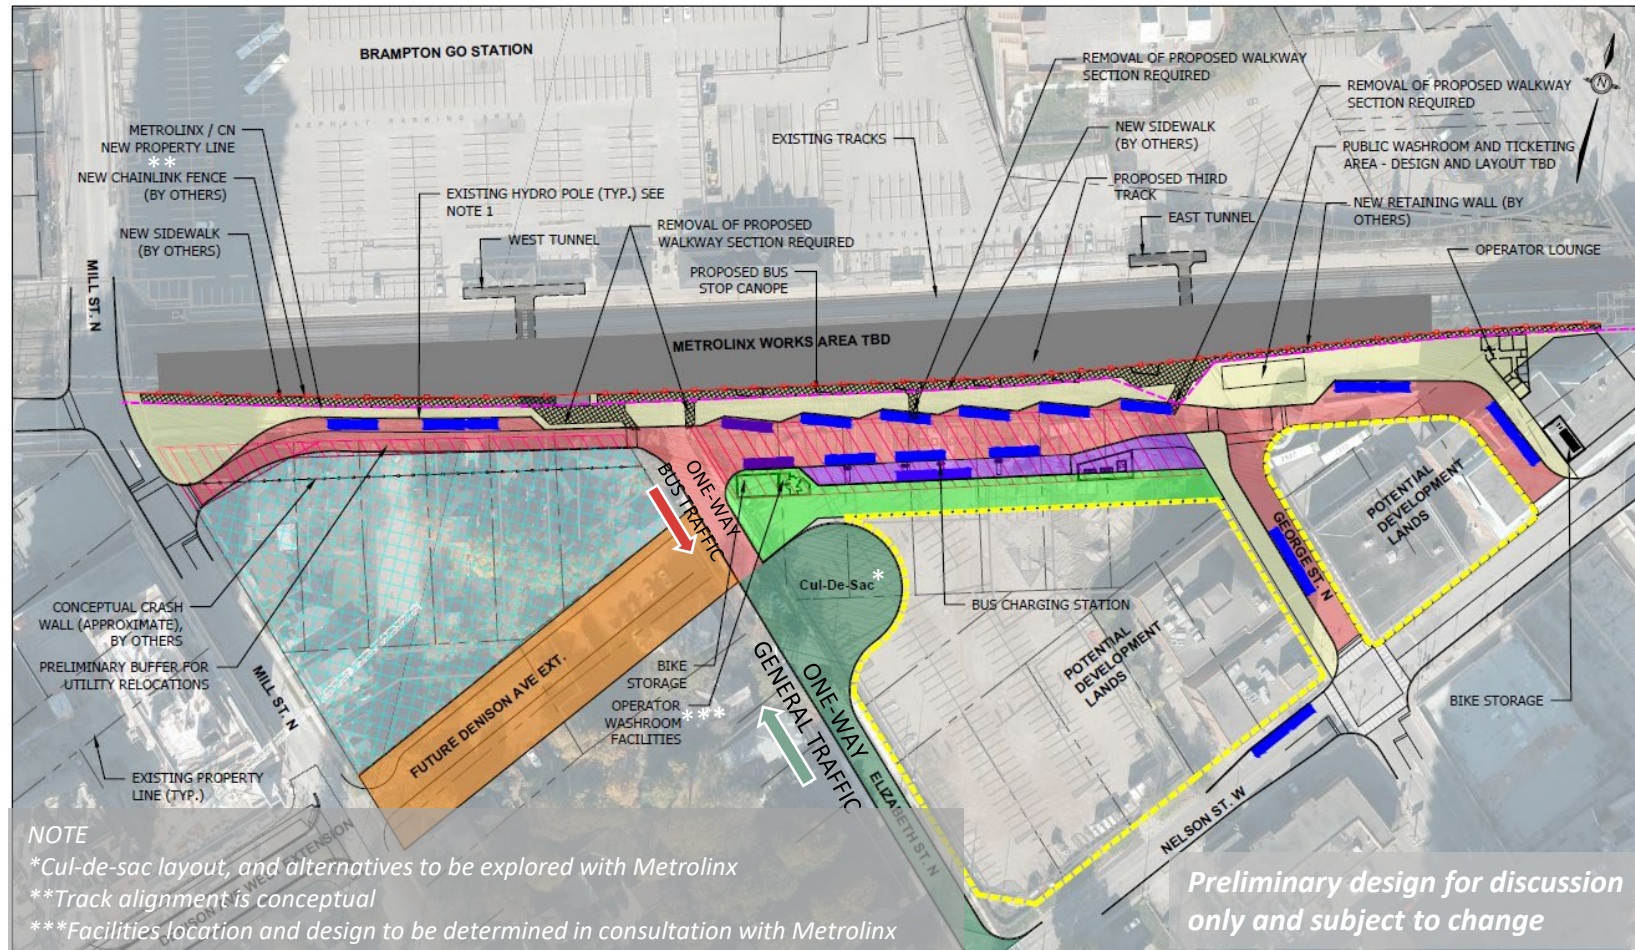 BRAMPTON GO STATION
REMOVAL OF PROPOSED WALKWAY
SECTION REQUIRED
REMOVAL OF PROPOSED WALKWAY
SECTION REQUIRED
N
METROLINX / CN
NEW PROPERTY LINE
**
NEW CHAINLINK FENCE
(BY OTHERS)
NEW SIDEWALK
(BY OTHERS)
EXISTING TRACKS
NEW SIDEWALK
(BY OTHERS)
PUBLIC WASHROOM AND TICKETING
AREA - DESIGN AND LAYOUT TBD
EXISTING HYDRO POLE (TYP.) SEE
NOTE 1
PROPOSED THIRD
TRACK
NEW RETAINING WALL (BY
OTHERS)
WEST TUNNEL
REMOVAL OF PROPOSED
WALKWAY SECTION REQUIRED
EAST TUNNEL
OPERATOR LOUNGE
PROPOSED BUS
STOP CANOPE
MILL ST. N
METROLINX WORKS AREA TBD
ONE-WAY
BUS TRAFFIC
POTENTIAL
DEVELOPMENT
LANDS
GEORGE ST. N
Cul-De-Sac*
BUS CHARGING STATION
CONCEPTUAL CRASH
WALL (APPROXIMATE),
BY OTHERS
PRELIMINARY BUFFER FOR
UTILITY RELOCATIONS
MILL ST. N
FUTURE DENISON AVE EXT.
BIKE
STORAGE
OPERATOR
WASHROOM
FACILITIES
***
ONE-WAY
GENERAL TRAFFIC
POTENTIAL
DEVELOPMENT
LANDS
BIKE STORAGE
EXISTING PROPERTY
LINE (TYP.)
ELIZABETH ST. N
NELSON ST. W
DENISON AVE WEST EXTENSION
NOTE
*Cul-de-sac layout, and alternatives to be explored with Metrolinx
**Track alignment is conceptual
***Facilities location and design to be determined in consultation with Metrolinx
Preliminary design for discussion
only and subject to change